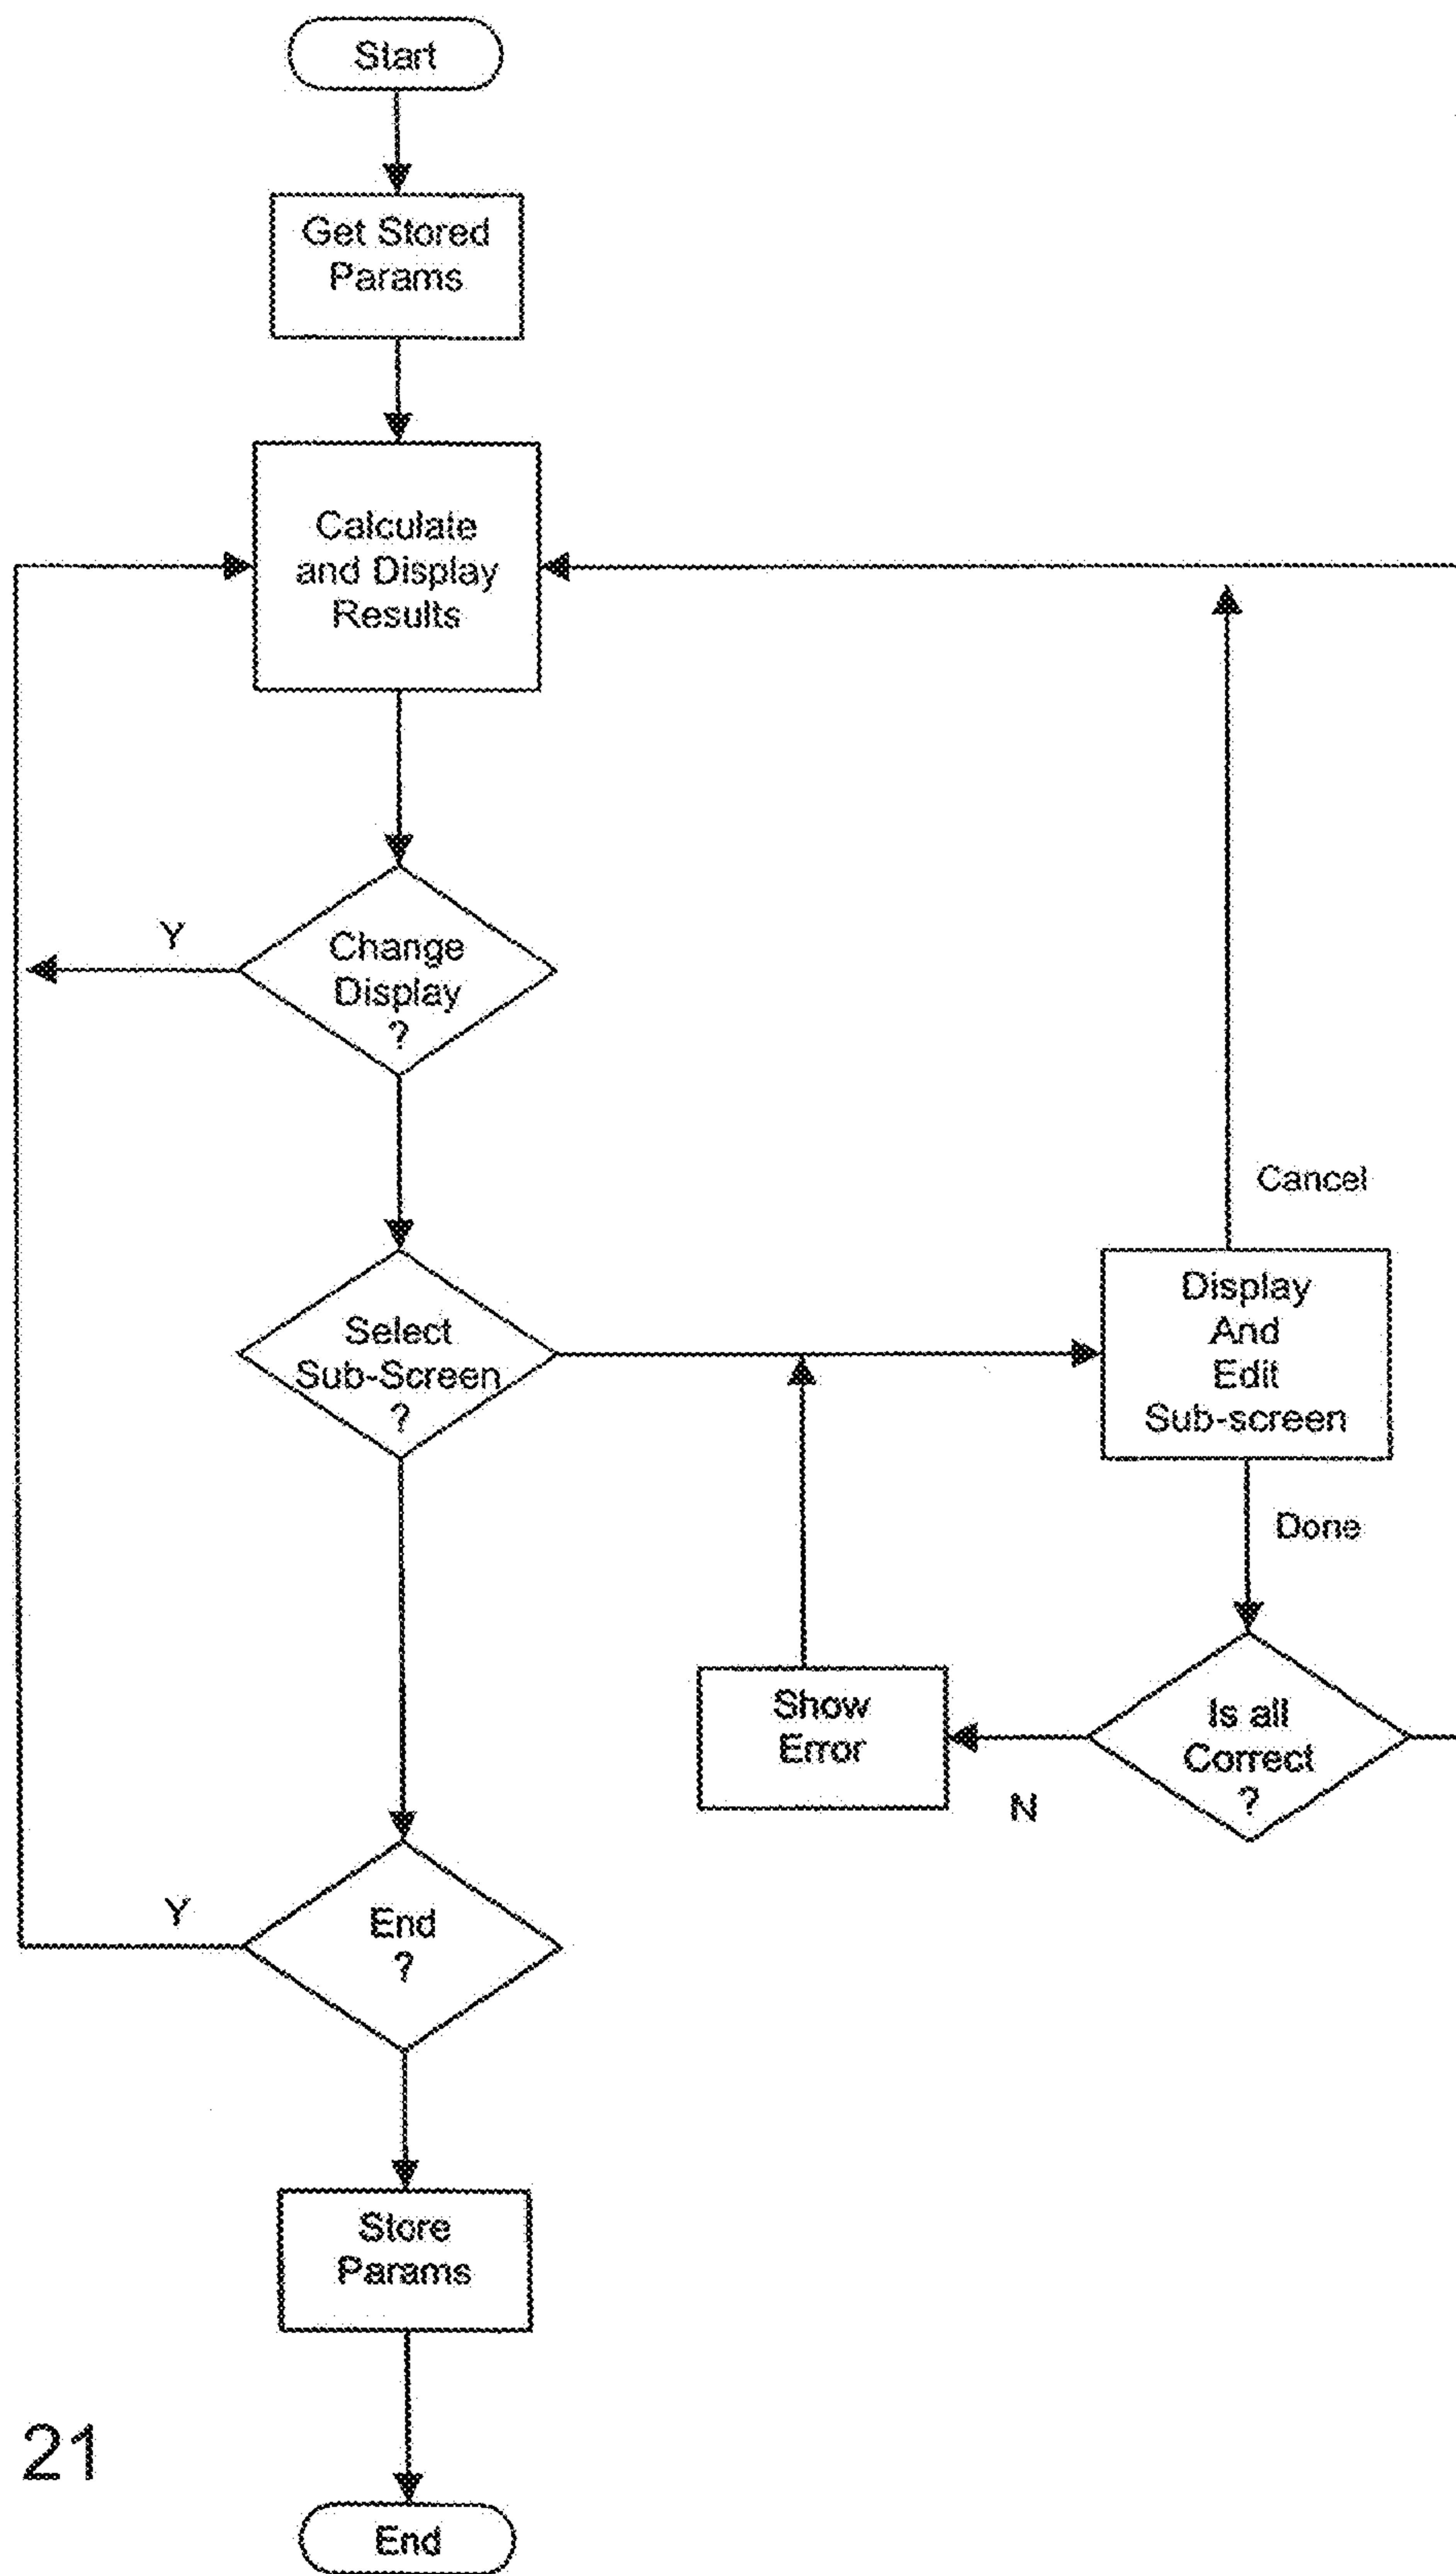 Start
Get Stored
Params
Calculate
and Display
Results
Y
Change
Display
?
Cancel
Select
Sub-Screen
?
Display
And
Edit
Sub-screen
Done
Show
Error
N
Is all
Correct
?
Y
End
?
Store
Params
21
End